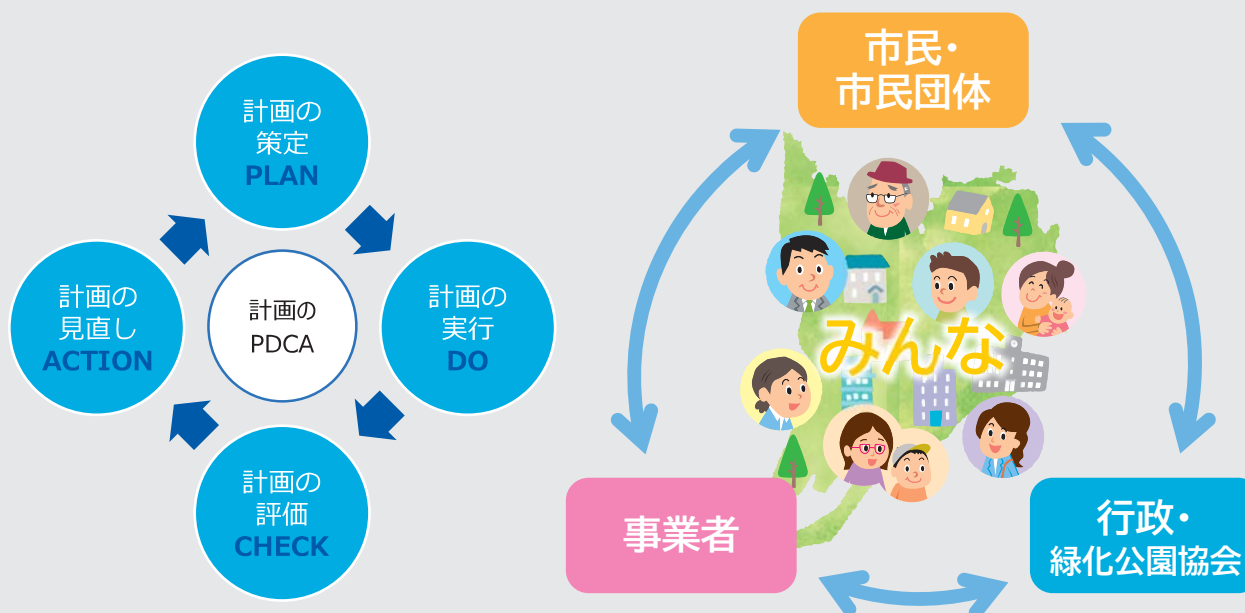 計画の
策定
PLAN
計画の
実行
DO
計画の
評価
CHECK
計画の
見直し
ACTION
計画の
PDCA
市民・
市民団体
みんな
事業者
行政・
緑化公園協会